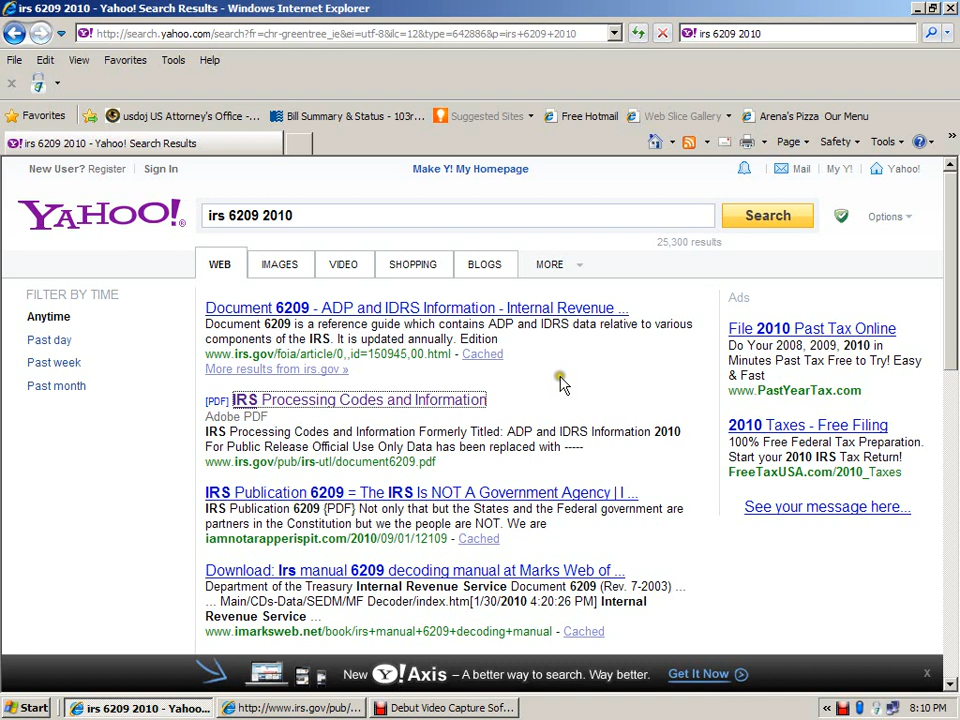 irs 6209 2010 - Yahoo! Search Results - Windows Internet Explorer
http://search.yahoo.com/search?fr=chr-greentree_ie&ei=utf-8&ilc=12&type=642886&p=irs+6209+2010
irs 6209 2010
File Edit View Favorites Tools Help
Favorites usdoj US Attorney's Office -... Bill Summary & Status - 103r... Suggested Sites Free Hotmail Web Slice Gallery Arena's Pizza Our Menu
irs 6209 2010 - Yahoo! Search Results
Page Safety Tools
New User? Register Sign In Make Y! My Homepage Mail My Y! Yahoo!
YAHOO!
irs 6209 2010
Search
Options
25,300 results
WEB IMAGES VIDEO SHOPPING BLOGS MORE
FILTER BY TIME
Anytime
Past day
Past week
Past month
Document 6209 - ADP and IDRS Information - Internal Revenue ...
Document 6209 is a reference guide which contains ADP and IDRS data relative to various
components of the IRS. It is updated annually. Edition
www.irs.gov/foia/article/0,,id=150945,00.html - Cached
More results from irs.gov »
[PDF] IRS Processing Codes and Information
Adobe PDF
IRS Processing Codes and Information Formerly Titled: ADP and IDRS Information 2010
For Public Release Official Use Only Data has been replaced with -----
www.irs.gov/pub/irs-utl/document6209.pdf
IRS Publication 6209 = The IRS Is NOT A Government Agency | I ...
IRS Publication 6209 {PDF} Not only that but the States and the Federal government are
partners in the Constitution but we the people are NOT. We are
iamnotarapperispit.com/2010/09/01/12109 - Cached
Download: Irs manual 6209 decoding manual at Marks Web of ...
Department of the Treasury Internal Revenue Service Document 6209 (Rev. 7-2003) ...
... Main/CDs-Data/SEDM/MF Decoder/index.htm[1/30/2010 4:20:26 PM] Internal
Revenue Service ...
www.imarksweb.net/book/irs+manual+6209+decoding+manual - Cached
Ads
File 2010 Past Tax Online
Do Your 2008, 2009, 2010 in
Minutes Past Tax Free to Try! Easy
& Fast
www.PastYearTax.com
2010 Taxes - Free Filing
100% Free Federal Tax Preparation.
Start your 2010 IRS Tax Return!
FreeTaxUSA.com/2010_Taxes
See your message here...
New Y! Axis – A better way to search. Way better. Get It Now X
Start irs 6209 2010 - Yahoo... http://www.irs.gov/pub/... Debut Video Capture Sof... 8:10 PM